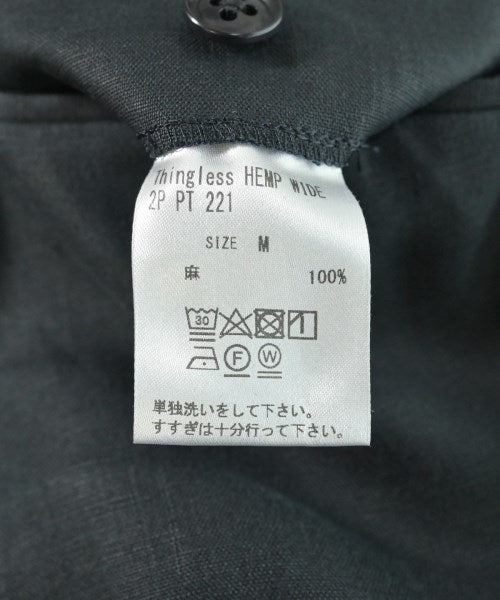 Thingless HEMP WIDE
2P PT 221
SIZE M
麻 100%
30
F W
単独洗いをして下さい。
すすぎは十分行って下さい。